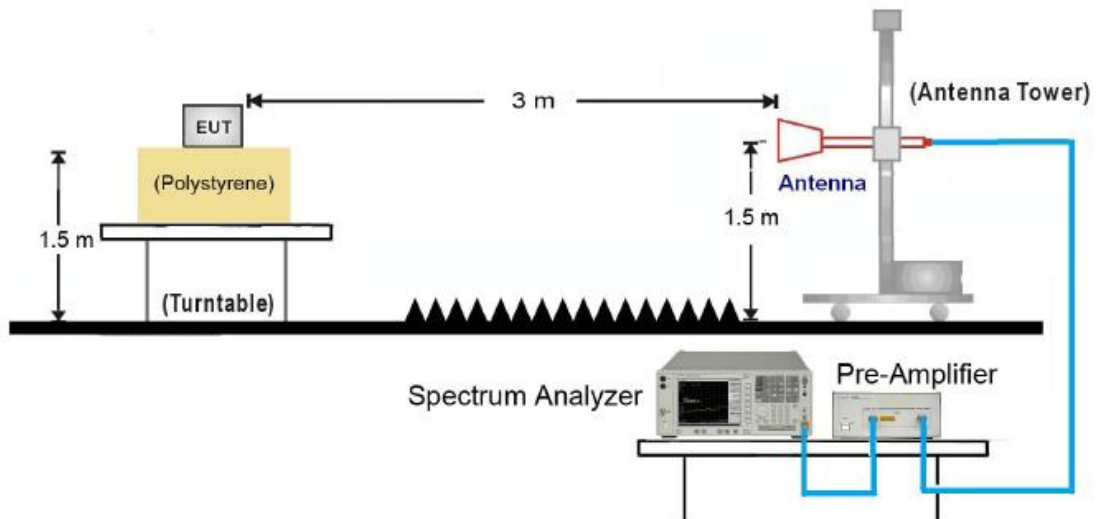 3 m
(Antenna Tower)
EUT
(Polystyrene)
Antenna
1.5 m
1.5 m
(Turntable)
Spectrum Analyzer
Pre-Amplifier